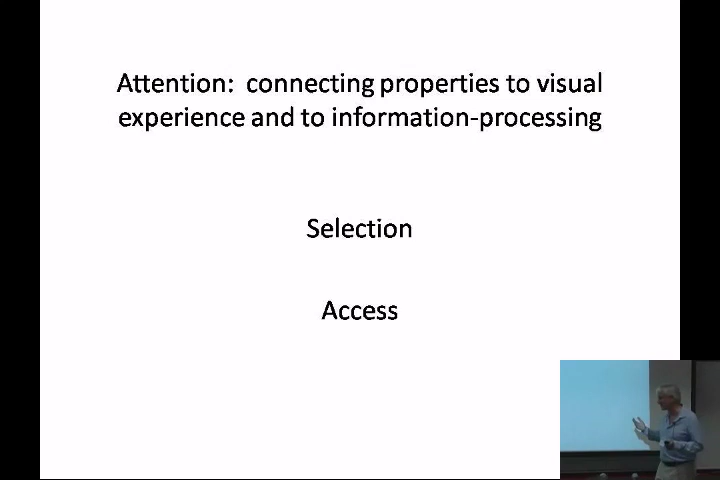 Attention:  connecting properties to visual
experience and to information-processing
Selection
Access